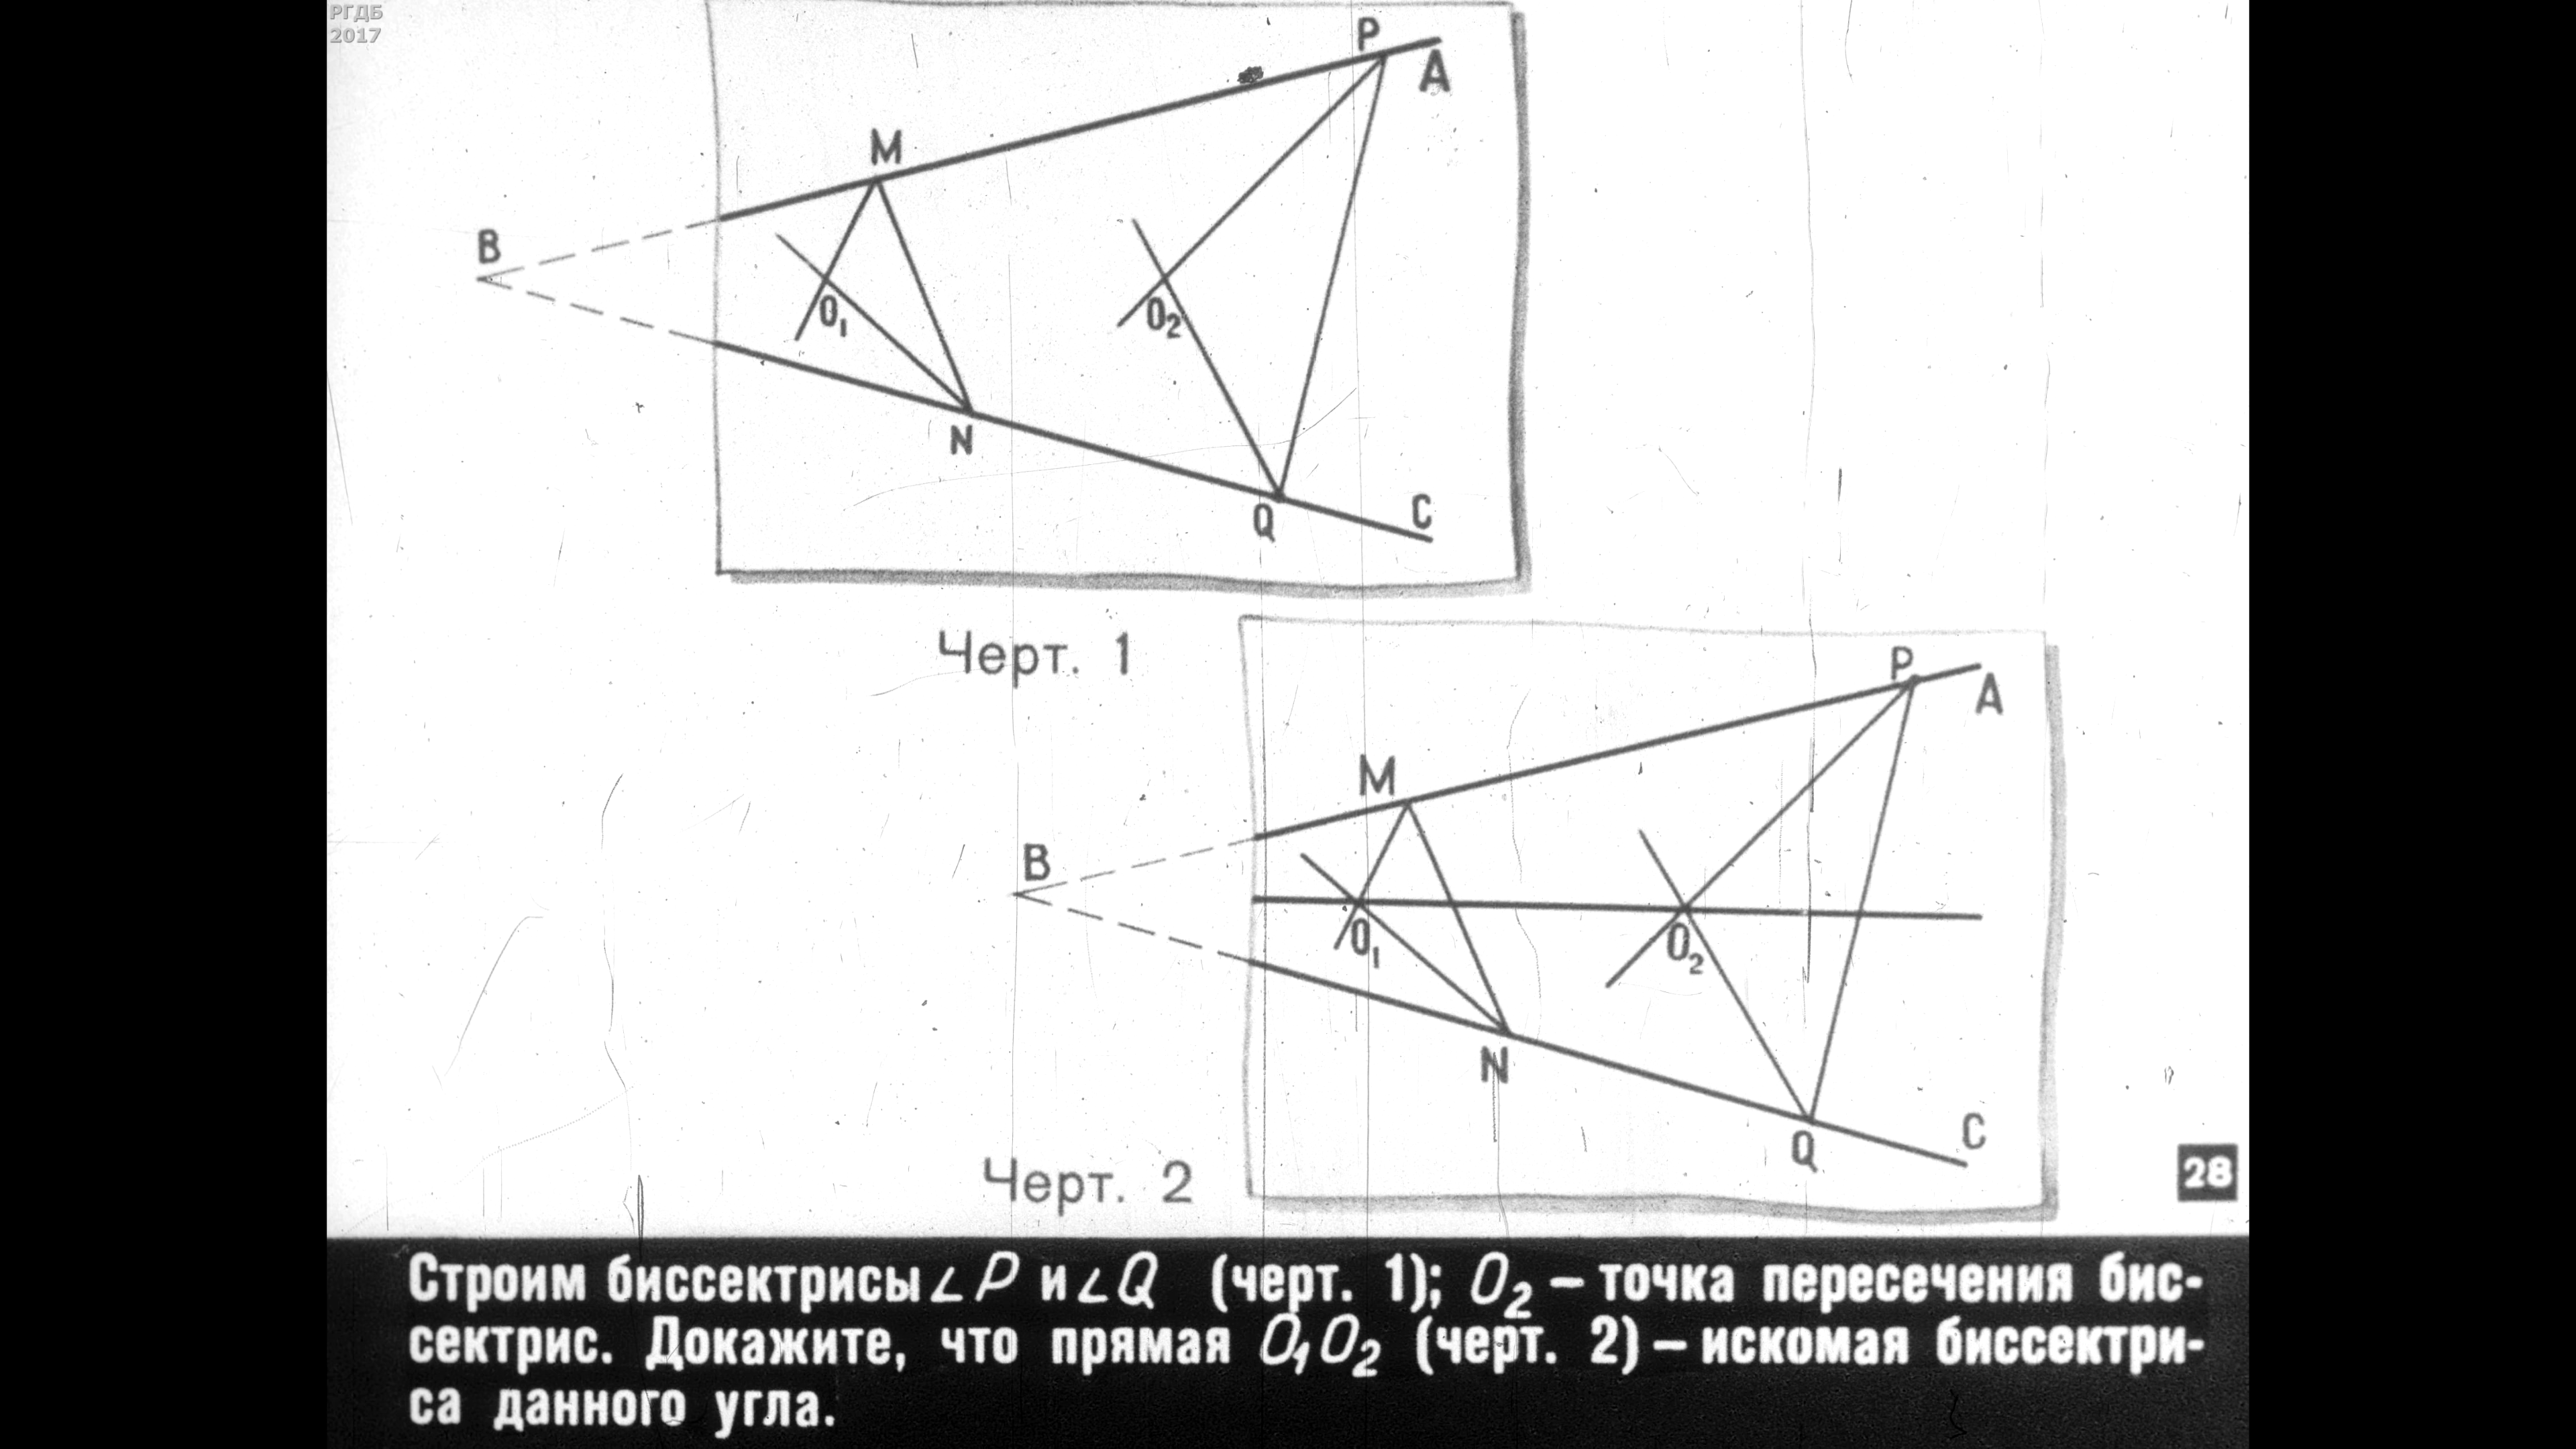 РГДБ
2017
P
A
M
B
O₁
O₂
N
Q
C
Черт. 1
P
A
M
B
O₁
O₂
N
Q
C
Черт. 2
28
Строим биссектрисы ∠P и ∠Q (черт. 1); O₂ – точка пересечения бис-
сектрис. Докажите, что прямая O₁O₂ (черт. 2) – искомая биссектри-
са данного угла.